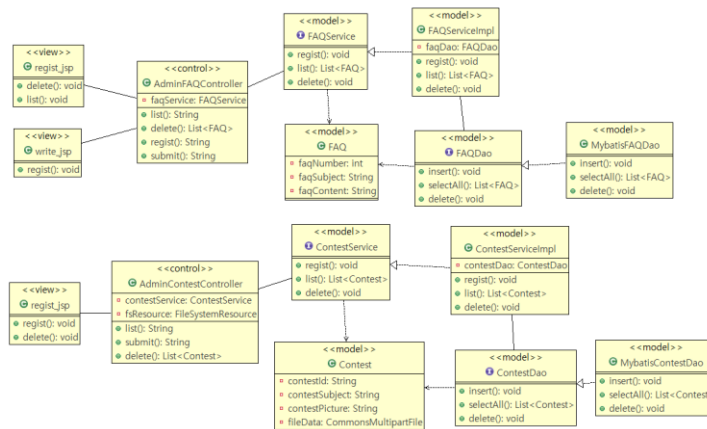 <<view>>
regist_jsp
delete(): void
list(): void
<<view>>
write_jsp
regist(): void
<<control>>
AdminFAQController
faqService: FAQService
list(): String
delete(): List<FAQ>
regist(): String
submit(): String
<<model>>
FAQService
regist(): void
list(): List<FAQ>
delete(): void
<<model>>
FAQServiceImpl
faqDao: FAQDao
regist(): void
list(): List<FAQ>
delete(): void
<<model>>
FAQ
faqNumber: int
faqSubject: String
faqContent: String
<<model>>
FAQDao
insert(): void
selectAll(): List<FAQ>
delete(): void
<<model>>
MybatisFAQDao
insert(): void
selectAll(): List<FAQ>
delete(): void
<<view>>
regist_jsp
regist(): void
delete(): void
<<control>>
AdminContestController
contestService: ContestService
fsResource: FileSystemResource
list(): String
submit(): String
delete(): List<Contest>
<<model>>
ContestService
regist(): void
list(): List<Contest>
delete(): void
<<model>>
ContestServiceImpl
contestDao: ContestDao
regist(): void
list(): List<Contest>
delete(): void
<<model>>
Contest
contestId: String
contestSubject: String
contestPicture: String
fileData: CommonsMultipartFile
<<model>>
ContestDao
insert(): void
selectAll(): List<Contest>
delete(): void
<<model>>
MybatisContestDao
insert(): void
selectAll(): List<Contest
delete(): void